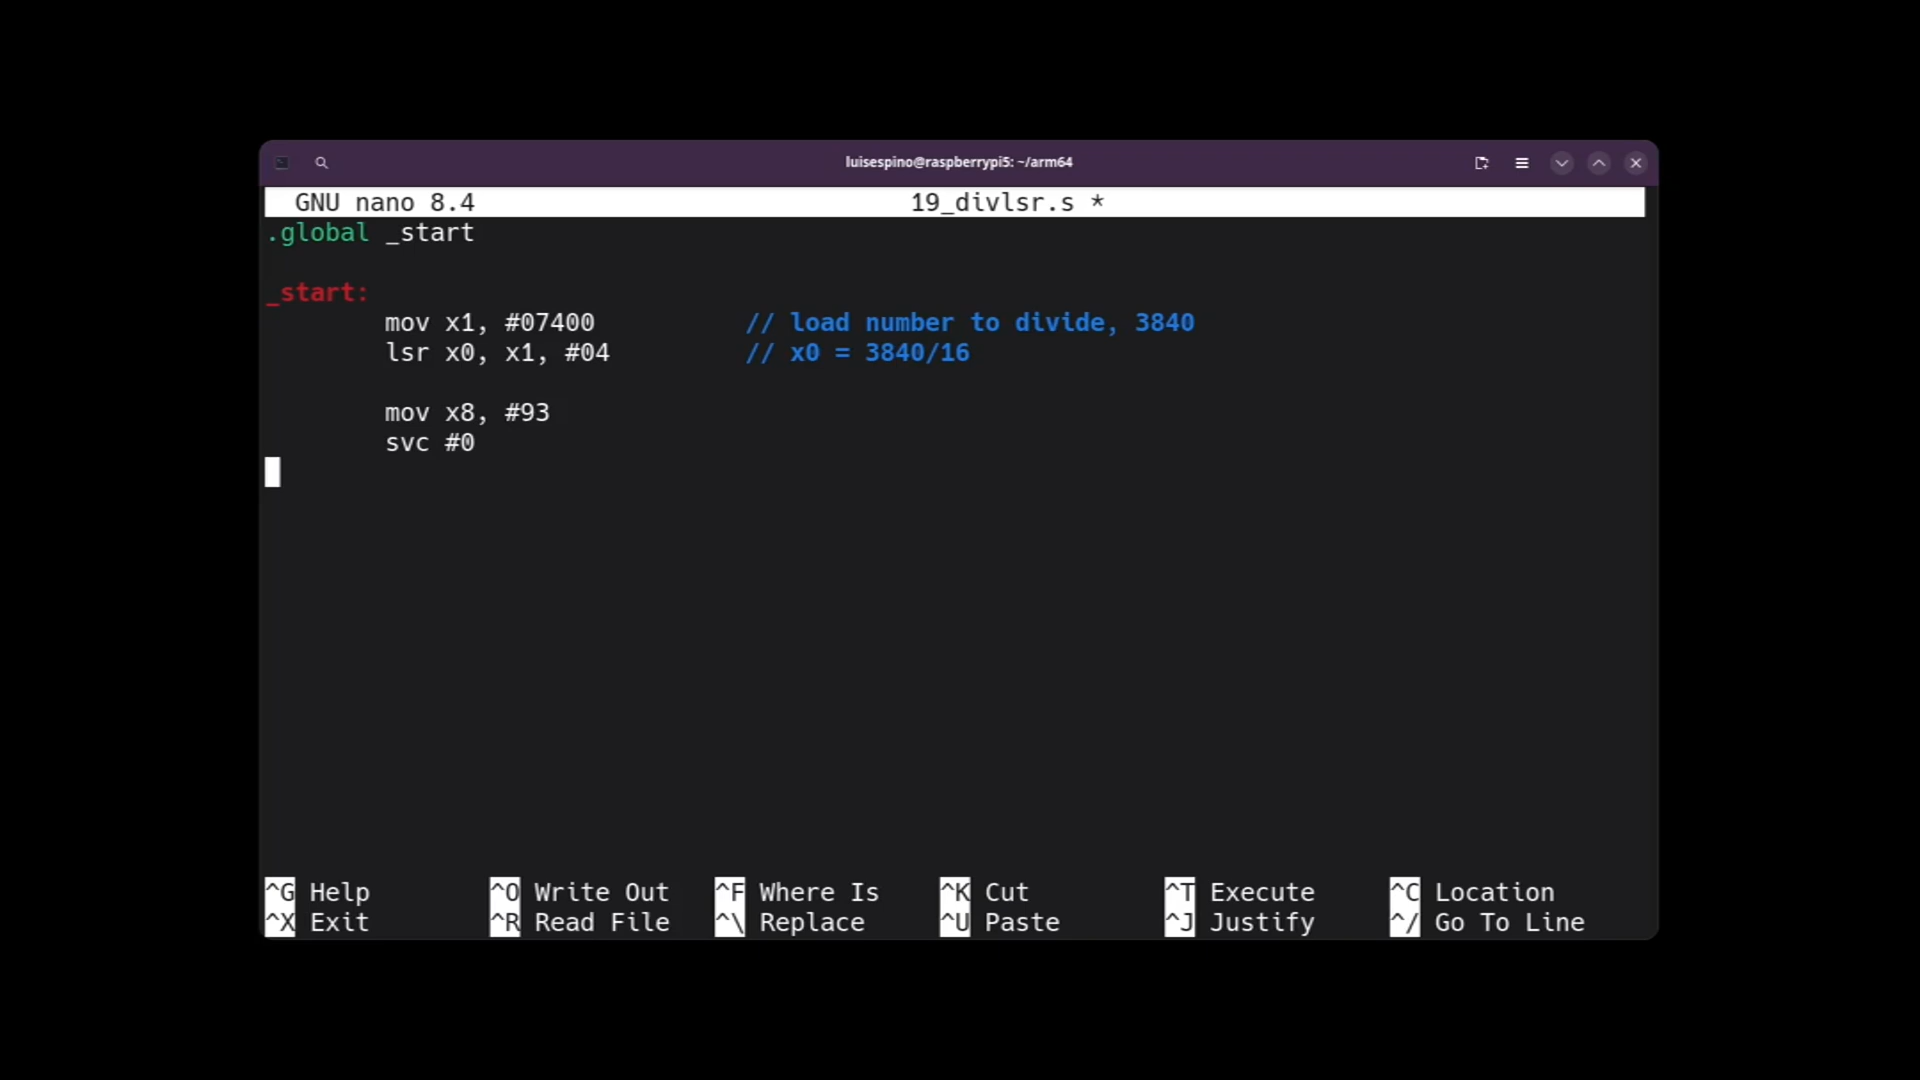 luisespino@raspberrypi5: ~/arm64
GNU nano 8.4 19_divlsr.s *
.global _start
_start:
mov x1, #07400 // load number to divide, 3840
lsr x0, x1, #04 // x0 = 3840/16
mov x8, #93
svc #0
^G Help ^O Write Out ^F Where Is ^K Cut ^T Execute ^C Location
^X Exit ^R Read File ^\ Replace ^U Paste ^J Justify ^/ Go To Line